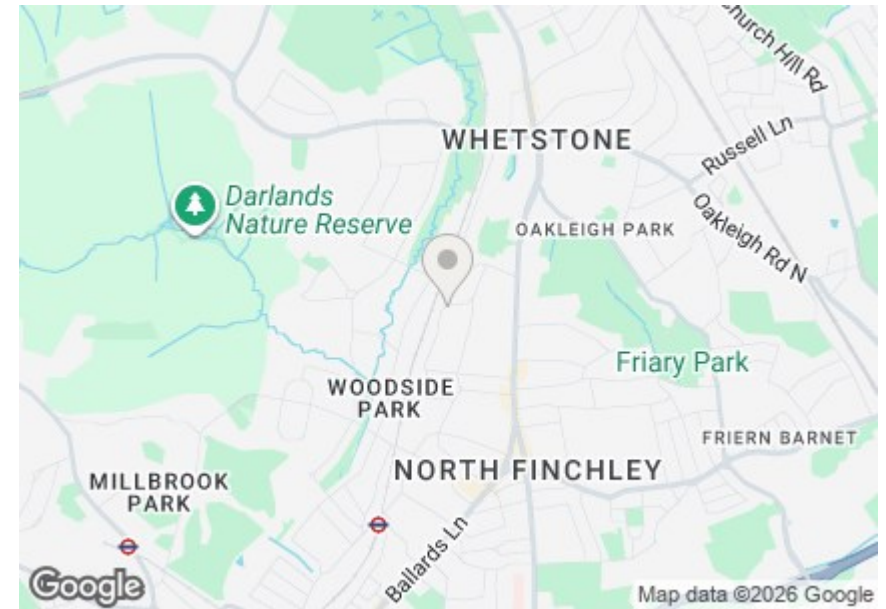 Church Hill Rd
WHETSTONE
Russell Ln
Darlands
Nature Reserve
OAKLEIGH PARK
Oakleigh Rd N
Friary Park
WOODSIDE
PARK
FRIERN BARNET
MILLBROOK
PARK
NORTH FINCHLEY
Ballards Ln
Google
Map data ©2026 Google